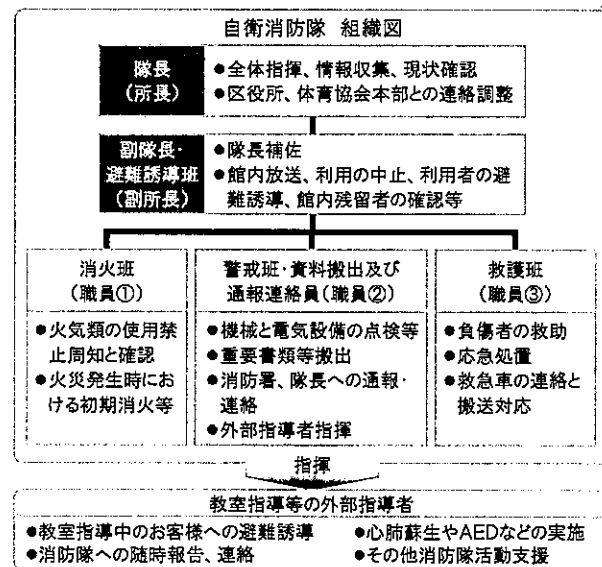 自衛消防隊 組織図
隊長
(所長)
●全体指揮、情報収集、現状確認
●区役所、体育協会本部との連絡調整
副隊長・
避難誘導班
(副所長)
●隊長補佐
●館内放送、利用の中止、利用者の避
難誘導、館内残留者の確認等
消火班
(職員①)
●火気類の使用禁
止周知と確認
●火災発生時にお
ける初期消火等
警戒班・資料搬出及び
通報連絡員(職員②)
●機械と電気設備の点検等
●重要書類等搬出
●消防署、隊長への通報・
連絡
●外部指導者指揮
救護班
(職員③)
●負傷者の救助
●応急処置
●救急車の連絡と
搬送対応
指揮
教室指導等の外部指導者
●教室指導中のお客様への避難誘導
●消防隊への随時報告、連絡
●心肺蘇生やAEDなどの実施
●その他消防隊活動支援